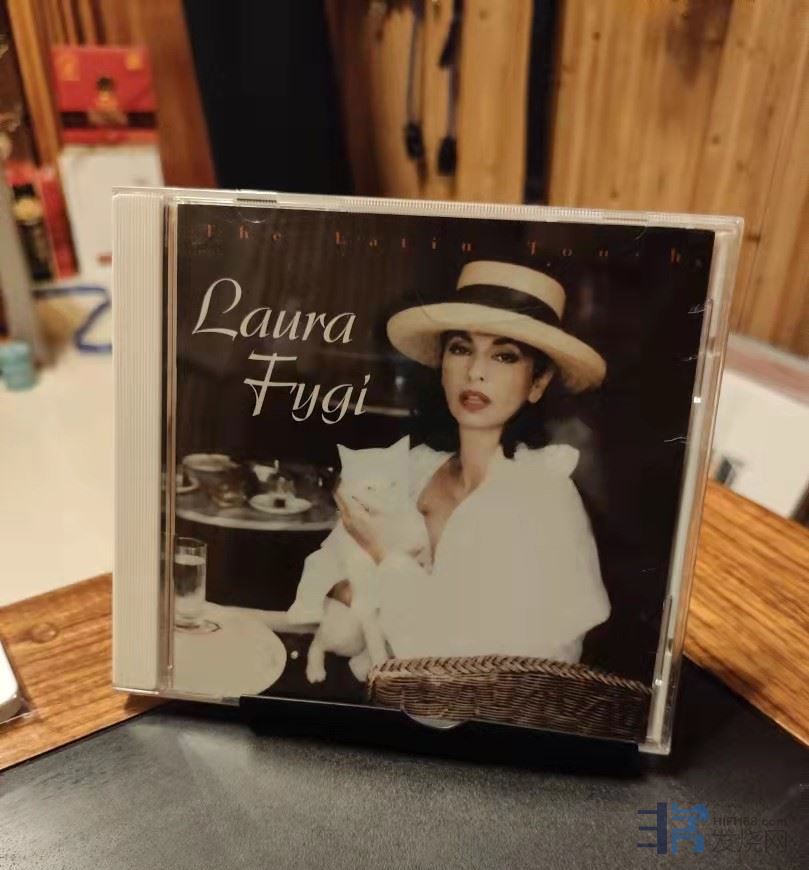 The Latin Touch
Laura
Fygi
HIFI168.com
发烧网